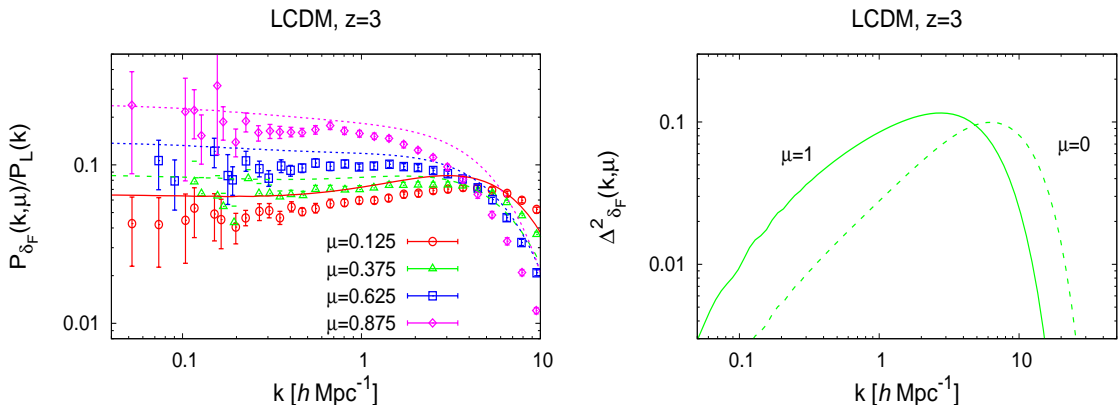 LCDM, z=3
P_{δ_F}(k,μ)/P_L(k)
0.1
0.01
μ=0.125
μ=0.375
μ=0.625
μ=0.875
0.1 1 10
k [h Mpc⁻¹]
LCDM, z=3
Δ²_{δ_F}(k,μ)
0.1
0.01
μ=1
μ=0
0.1 1 10
k [h Mpc⁻¹]